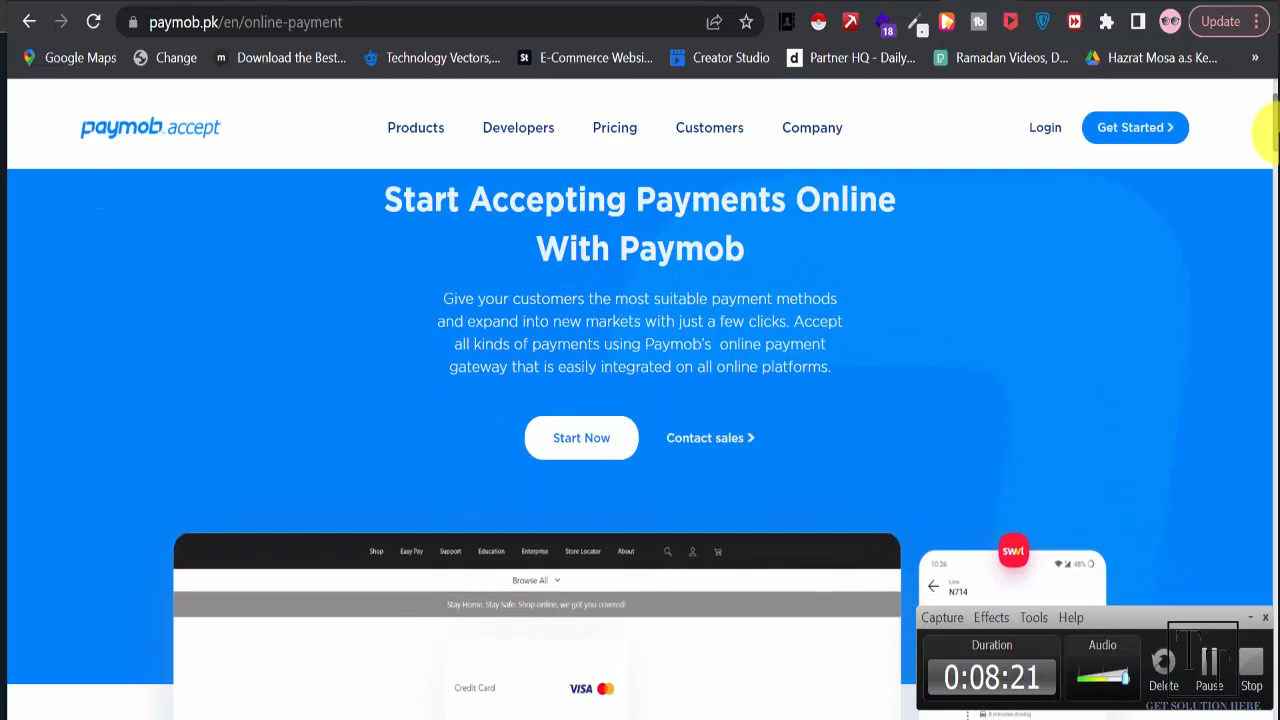 paymob.pk/en/online-payment
Update
18
Google Maps
Change
Download the Best...
Technology Vectors,...
E-Commerce Websi...
Creator Studio
Partner HQ - Daily...
Ramadan Videos, D...
Hazrat Mosa a.s Ke...
»
paymob accept
Products
Developers
Pricing
Customers
Company
Login
Get Started
Start Accepting Payments Online
With Paymob
Give your customers the most suitable payment methods
and expand into new markets with just a few clicks. Accept
all kinds of payments using Paymob's online payment
gateway that is easily integrated on all online platforms.
Start Now
Contact sales
Shop
Easy Pay
Support
Education
Enterprise
Store Locator
About
Browse All
Stay Home. Stay Safe. Shop online, we got you covered!
Credit Card
VISA
swvl
10:26
48%
Line
N714
Capture
Effects
Tools
Help
Duration
0:08:21
Audio
Delete
Pause
Stop
GET SOLUTION HERE